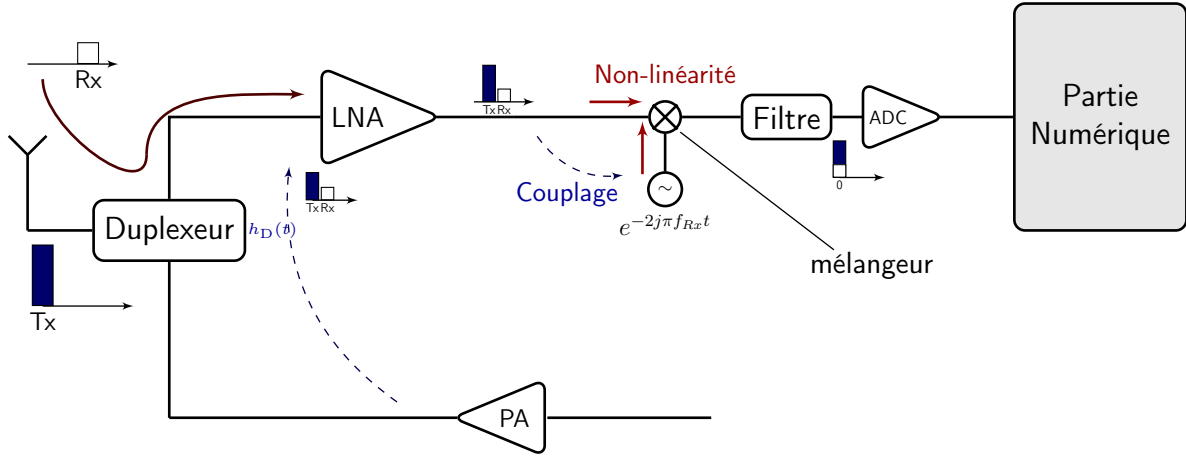 Rx
LNA
Tx Rx
Non-linéarité
Filtre
ADC
Partie
Numérique
Couplage
0
∼
Tx Rx
Duplexeur
h_D(t)
e^{-2jπf_{Rx}t}
mélangeur
Tx
PA